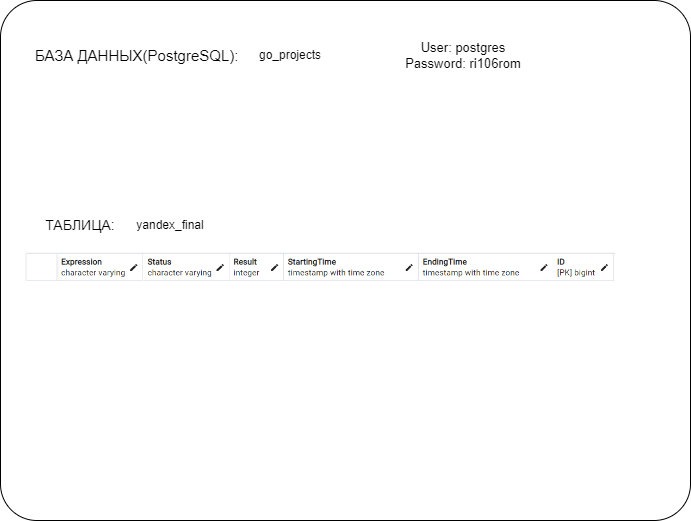 БАЗА ДАННЫХ(PostgreSQL): go_projects
User: postgres
Password: ri106rom
ТАБЛИЦА: yandex_final
Expression Status Result StartingTime EndingTime ID
character varying character varying integer timestamp with time zone timestamp with time zone [PK] bigint